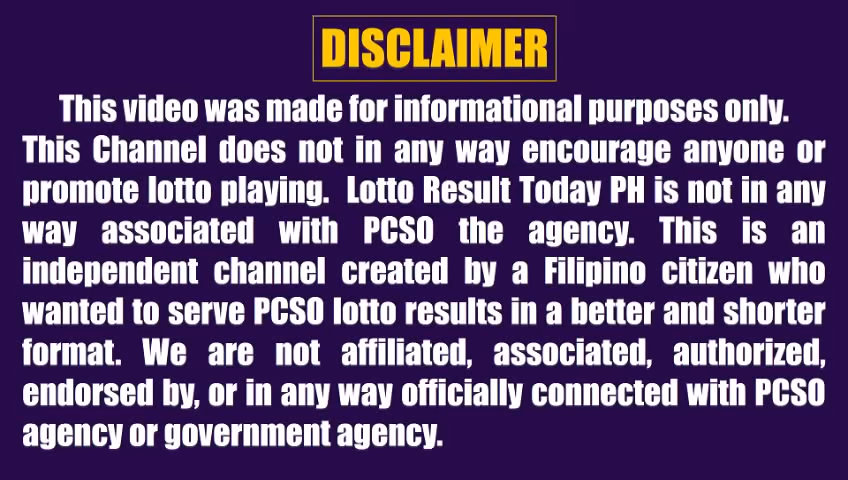 DISCLAIMER
This video was made for informational purposes only.
This Channel does not in any way encourage anyone or
promote lotto playing. Lotto Result Today PH is not in any
way associated with PCSO the agency. This is an
independent channel created by a Filipino citizen who
wanted to serve PCSO lotto results in a better and shorter
format. We are not affiliated, associated, authorized,
endorsed by, or in any way officially connected with PCSO
agency or government agency.